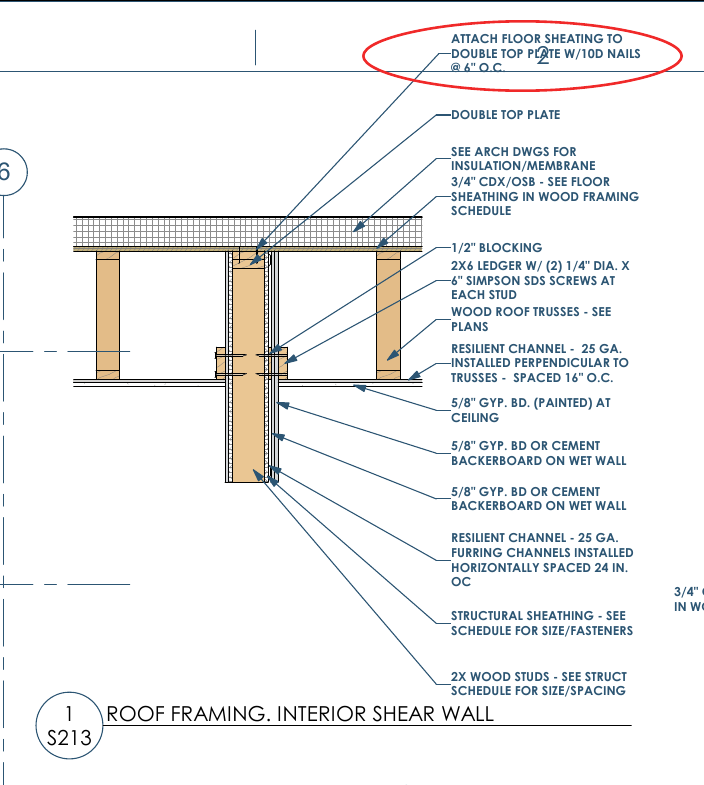 ATTACH FLOOR SHEATING TO
DOUBLE TOP PLATE W/10D NAILS
@ 6" O.C.
2
DOUBLE TOP PLATE
SEE ARCH DWGS FOR
INSULATION/MEMBRANE
3/4" CDX/OSB - SEE FLOOR
SHEATHING IN WOOD FRAMING
SCHEDULE
6
1/2" BLOCKING
2X6 LEDGER W/ (2) 1/4" DIA. X
6" SIMPSON SDS SCREWS AT
EACH STUD
WOOD ROOF TRUSSES - SEE
PLANS
RESILIENT CHANNEL - 25 GA.
INSTALLED PERPENDICULAR TO
TRUSSES - SPACED 16" O.C.
5/8" GYP. BD. (PAINTED) AT
CEILING
5/8" GYP. BD OR CEMENT
BACKERBOARD ON WET WALL
5/8" GYP. BD OR CEMENT
BACKERBOARD ON WET WALL
RESILIENT CHANNEL - 25 GA.
FURRING CHANNELS INSTALLED
HORIZONTALLY SPACED 24 IN.
OC
3/4"
IN
STRUCTURAL SHEATHING - SEE
SCHEDULE FOR SIZE/FASTENERS
2X WOOD STUDS - SEE STRUCT
SCHEDULE FOR SIZE/SPACING
1
S213
ROOF FRAMING. INTERIOR SHEAR WALL